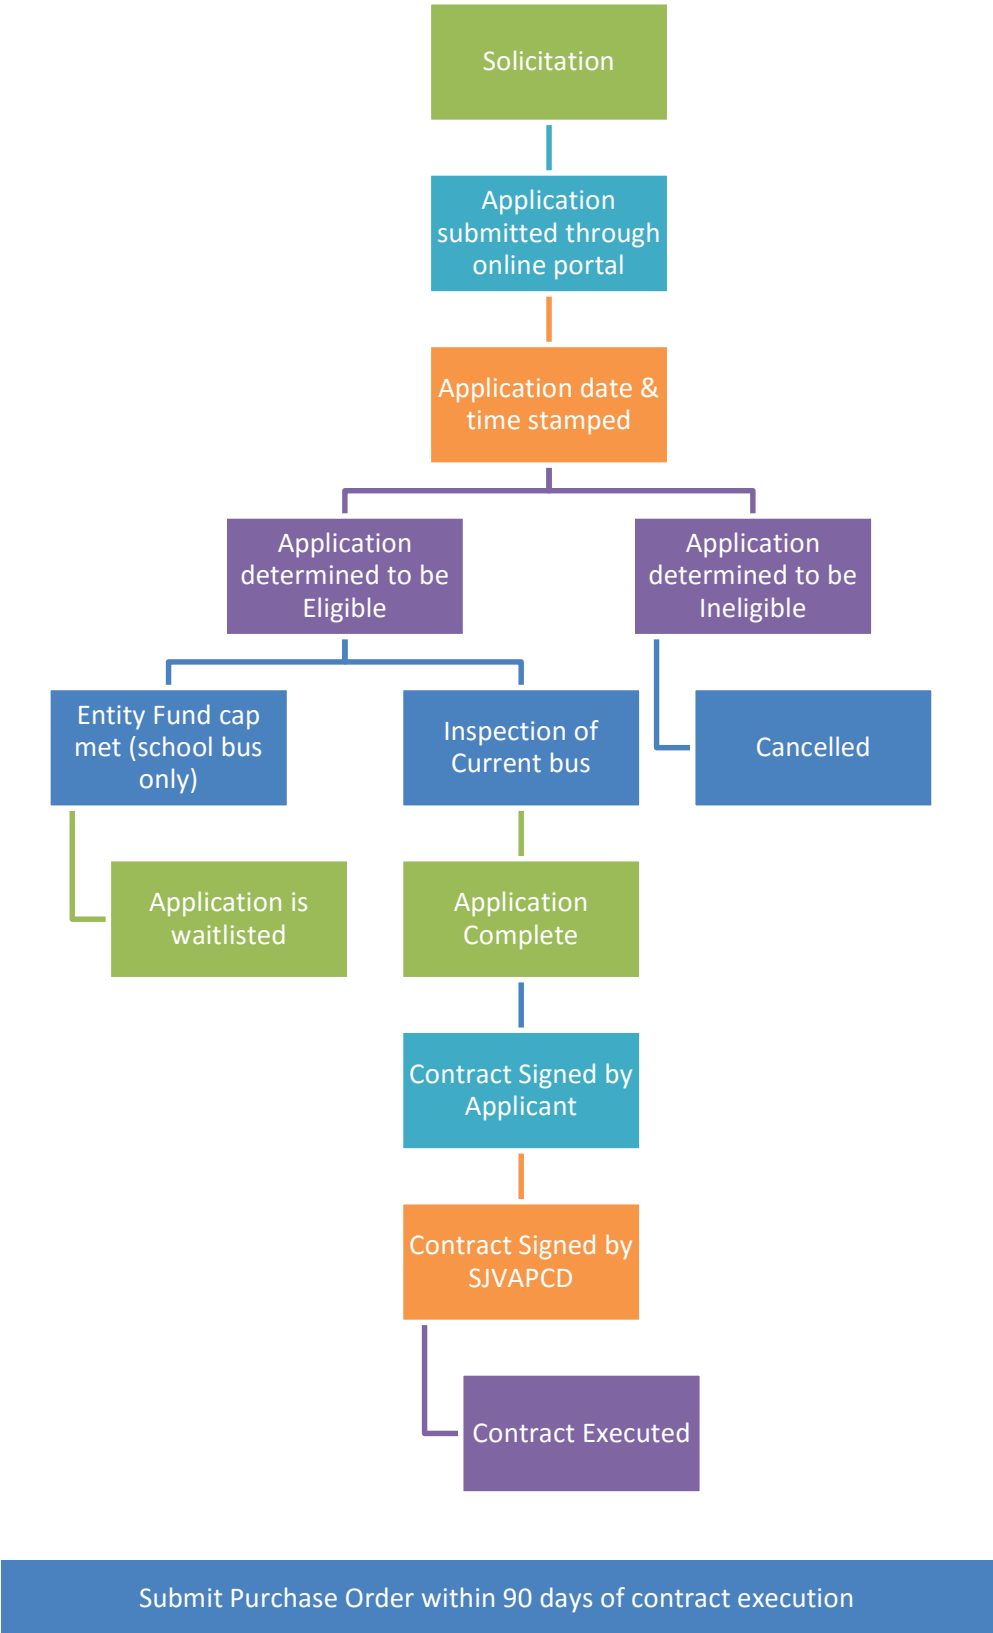 Solicitation
Application
submitted through
online portal
Application date &
time stamped
Application
determined to be
Eligible
Application
determined to be
Ineligible
Entity Fund cap
met (school bus
only)
Inspection of
Current bus
Cancelled
Application is
waitlisted
Application
Complete
Contract Signed by
Applicant
Contract Signed by
SJVAPCD
Contract Executed
Submit Purchase Order within 90 days of contract execution